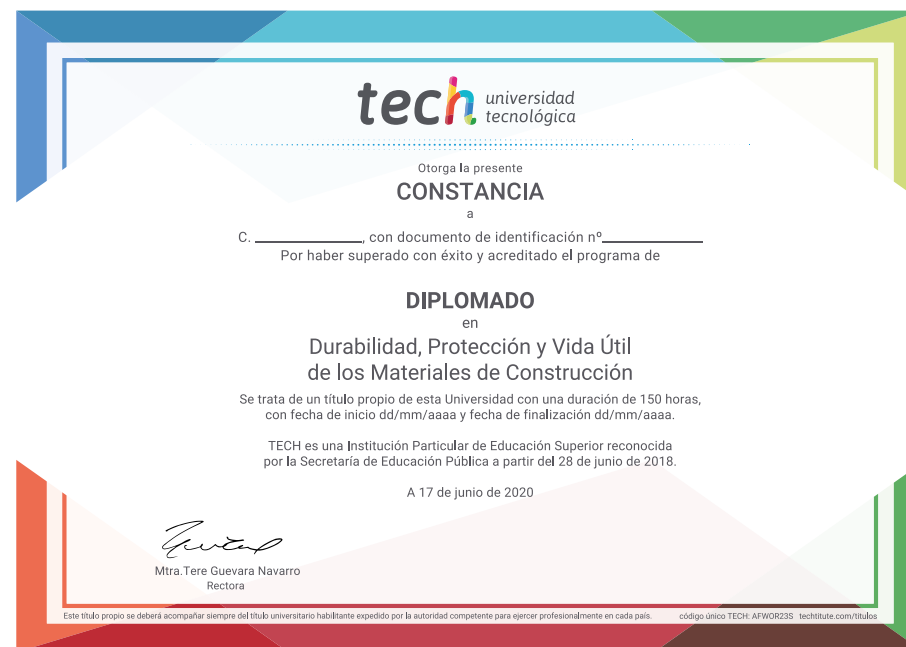 tech universidad
tecnológica
Otorga la presente
CONSTANCIA
a
C. ____________, con documento de identificación nº____________
Por haber superado con éxito y acreditado el programa de
DIPLOMADO
en
Durabilidad, Protección y Vida Útil
de los Materiales de Construcción
Se trata de un título propio de esta Universidad con una duración de 150 horas,
con fecha de inicio dd/mm/aaaa y fecha de finalización dd/mm/aaaa.
TECH es una Institución Particular de Educación Superior reconocida
por la Secretaría de Educación Pública a partir del 28 de junio de 2018.
A 17 de junio de 2020
Mtra.Tere Guevara Navarro
Rectora
Este título propio se deberá acompañar siempre del título universitario habilitante expedido por la autoridad competente para ejercer profesionalmente en cada país. código único TECH: AFWOR23S techtitute.com/titulos